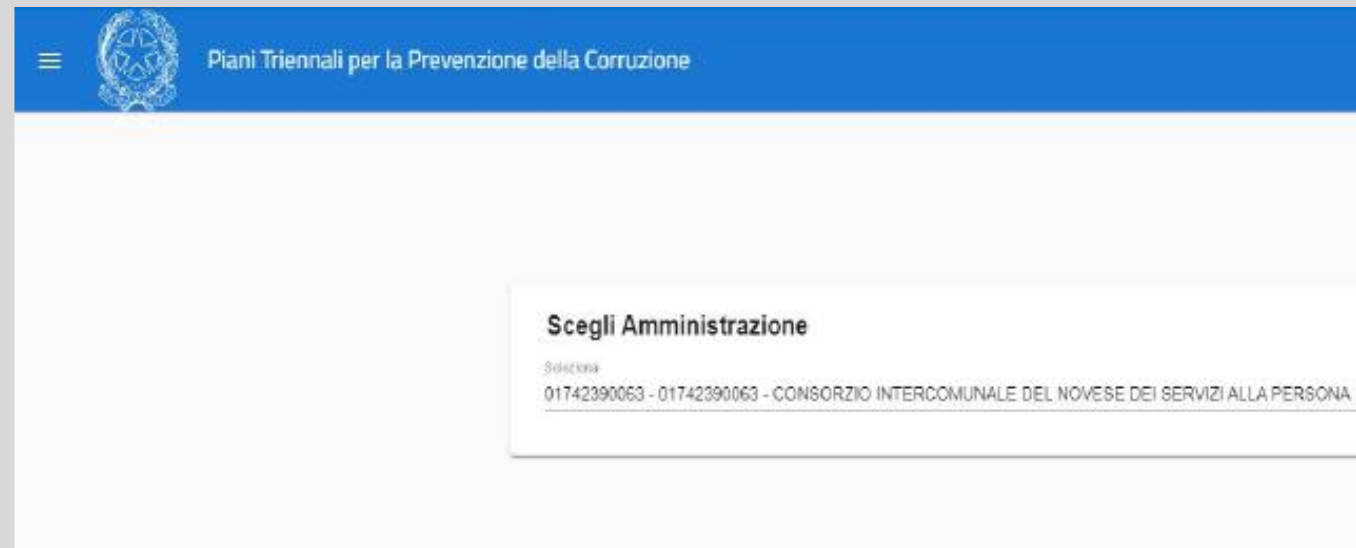 Piani Triennali per la Prevenzione della Corruzione
Scegli Amministrazione
Seleziona
01742390063 - 01742390063 - CONSORZIO INTERCOMUNALE DEL NOVESE DEI SERVIZI ALLA PERSONA